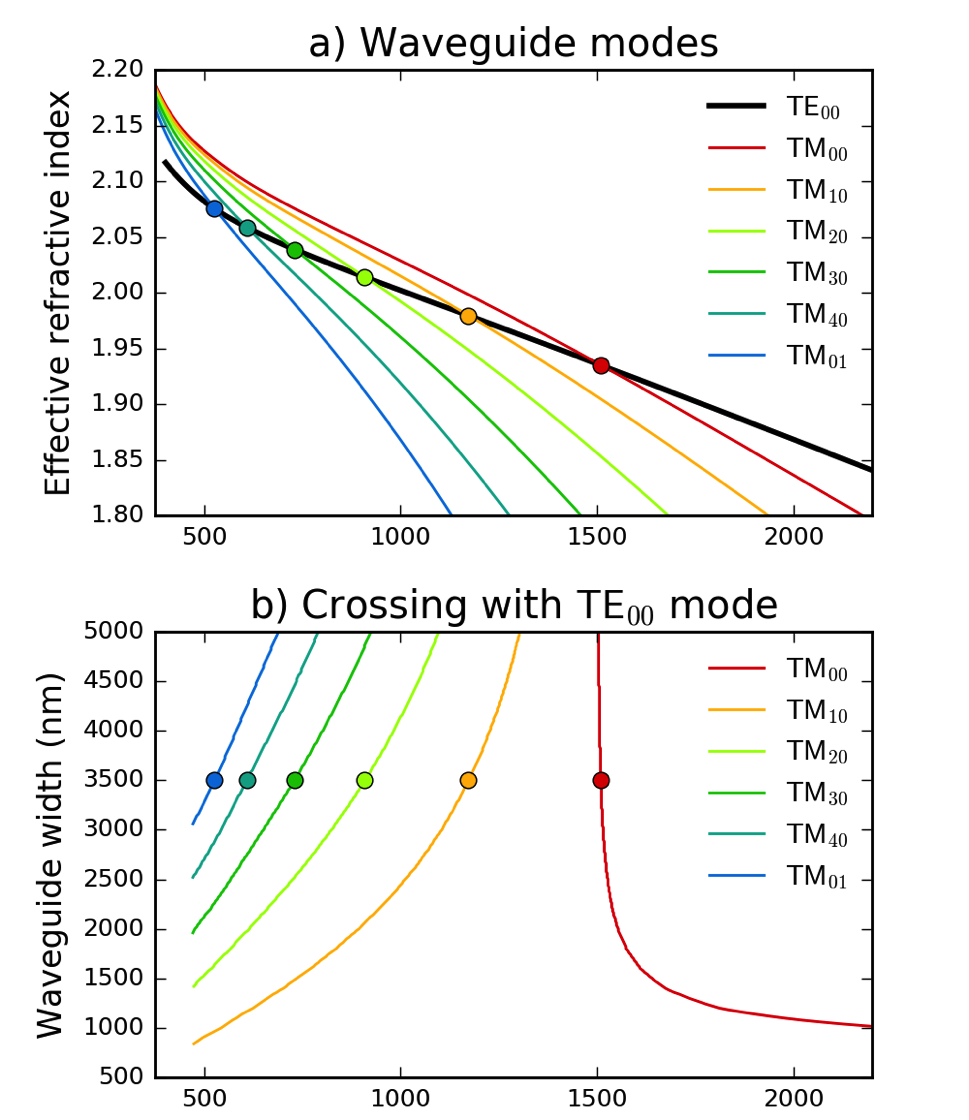 a) Waveguide modes
Effective refractive index
2.20
2.15
2.10
2.05
2.00
1.95
1.90
1.85
1.80
500 1000 1500 2000
TE00
TM00
TM10
TM20
TM30
TM40
TM01
b) Crossing with TE00 mode
Waveguide width (nm)
5000
4500
4000
3500
3000
2500
2000
1500
1000
500
500 1000 1500 2000
TM00
TM10
TM20
TM30
TM40
TM01